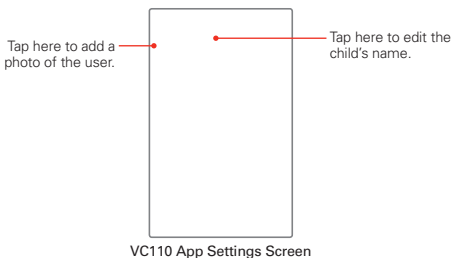 Tap here to add a
photo of the user.
Tap here to edit the
child's name.
VC110 App Settings Screen